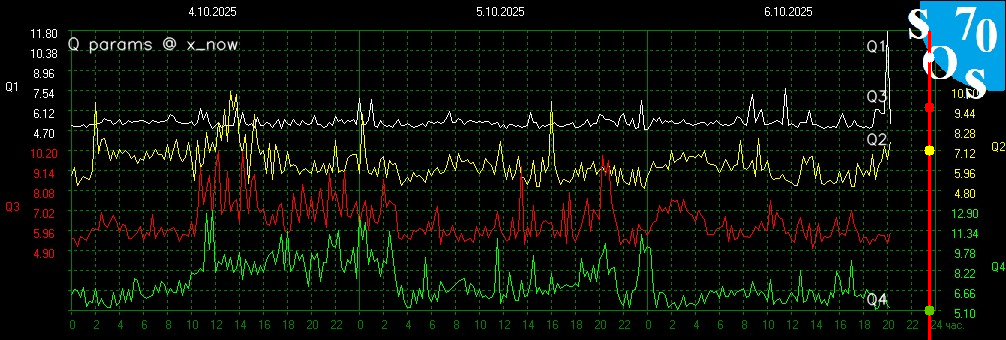 4.10.2025 5.10.2025 6.10.2025
Q params @ x_now
Q1
11.80
10.38
8.96
7.54
6.12
4.70
Q3
10.20
9.14
8.08
7.02
5.96
4.90
Q1
Q3
Q2
Q4
SOS 70
Q2
9.44
8.28
7.12
5.96
4.80
Q4
12.90
11.34
9.78
8.22
6.66
5.10
0 2 4 6 8 10 12 14 16 18 20 22 0 2 4 6 8 10 12 14 16 18 20 22 0 2 4 6 8 10 12 14 16 18 20 22 24 час.